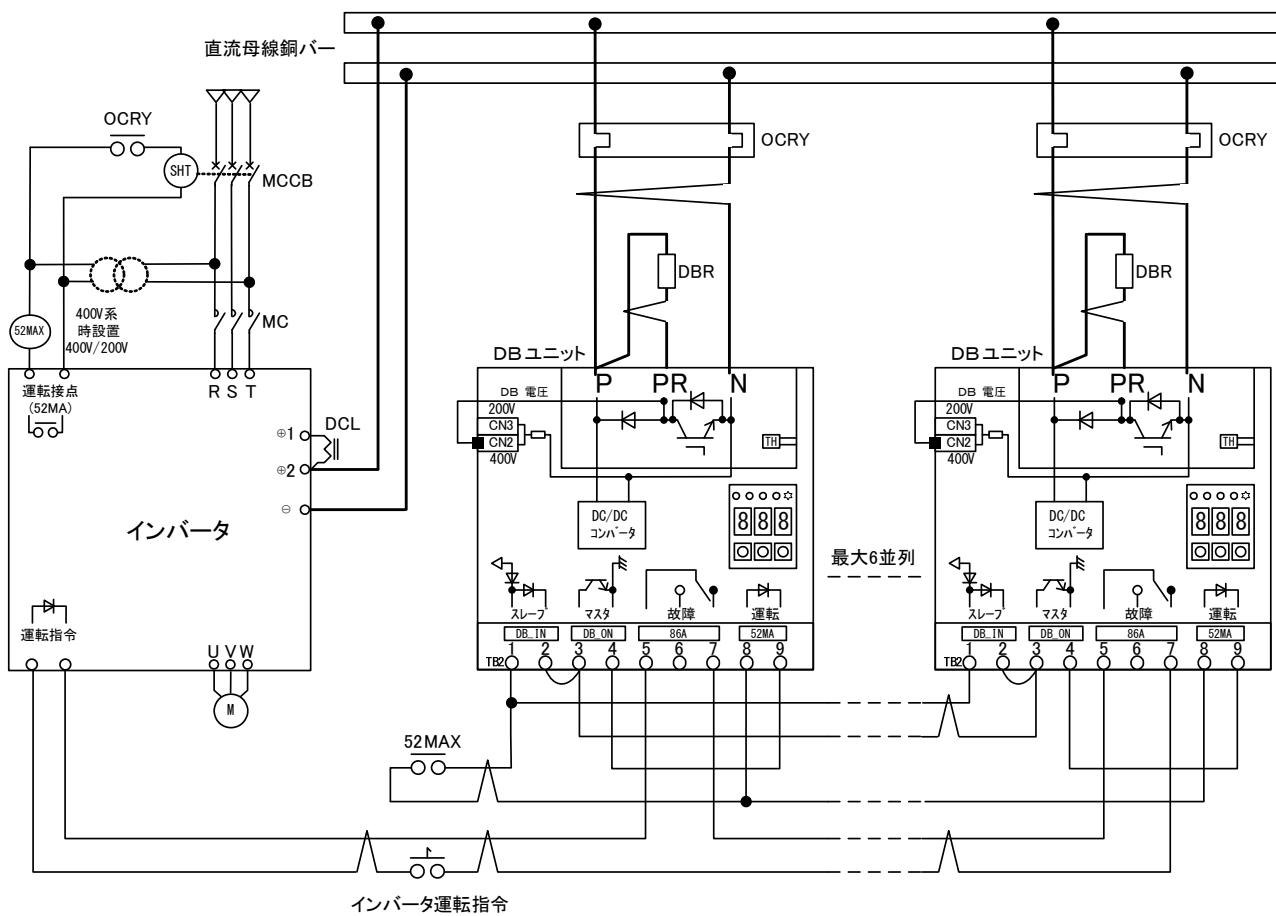 直流母線銅バー
OCRY
SHT
MCCB
400V系
時設置
400V/200V
52MAX
MC
運転接点
(52MA)
R S T
⊕1
DCL
⊕2
⊖
インバータ
運転指令
U V W
M
OCRY
DBR
DBユニット
P PR N
DB 電圧
200V
CN3
CN2
400V
TH
DC/DC
コンバータ
888
スレーブ マスタ 故障 運転
DB_IN DB_ON 86A 52MA
TB2 1 2 3 4 5 6 7 8 9
最大6並列
OCRY
DBR
DBユニット
P PR N
DB 電圧
200V
CN3
CN2
400V
TH
DC/DC
コンバータ
888
スレーブ マスタ 故障 運転
DB_IN DB_ON 86A 52MA
TB2 1 2 3 4 5 6 7 8 9
52MAX
インバータ運転指令